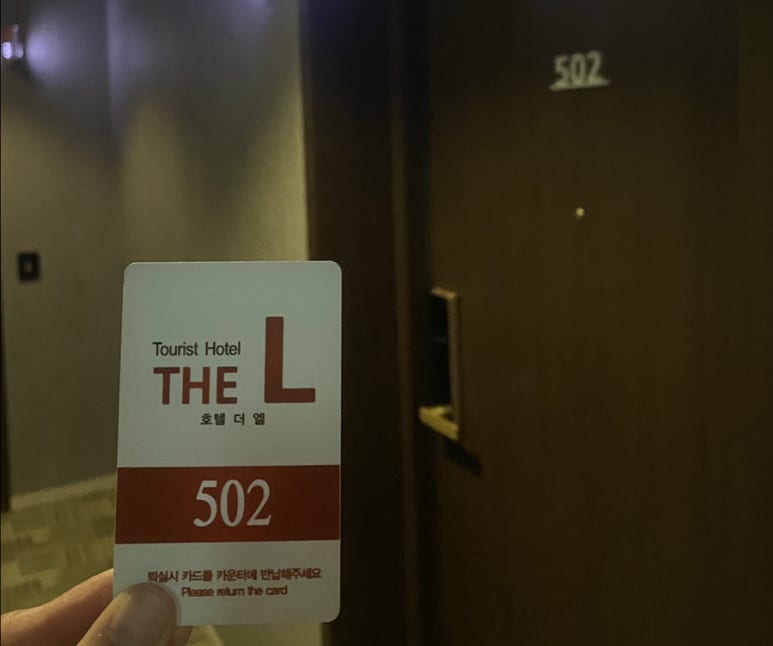 502
Tourist Hotel
THE L
호텔 더 엘
502
퇴실시 카드를 카운터에 반납해주세요
Please return the card